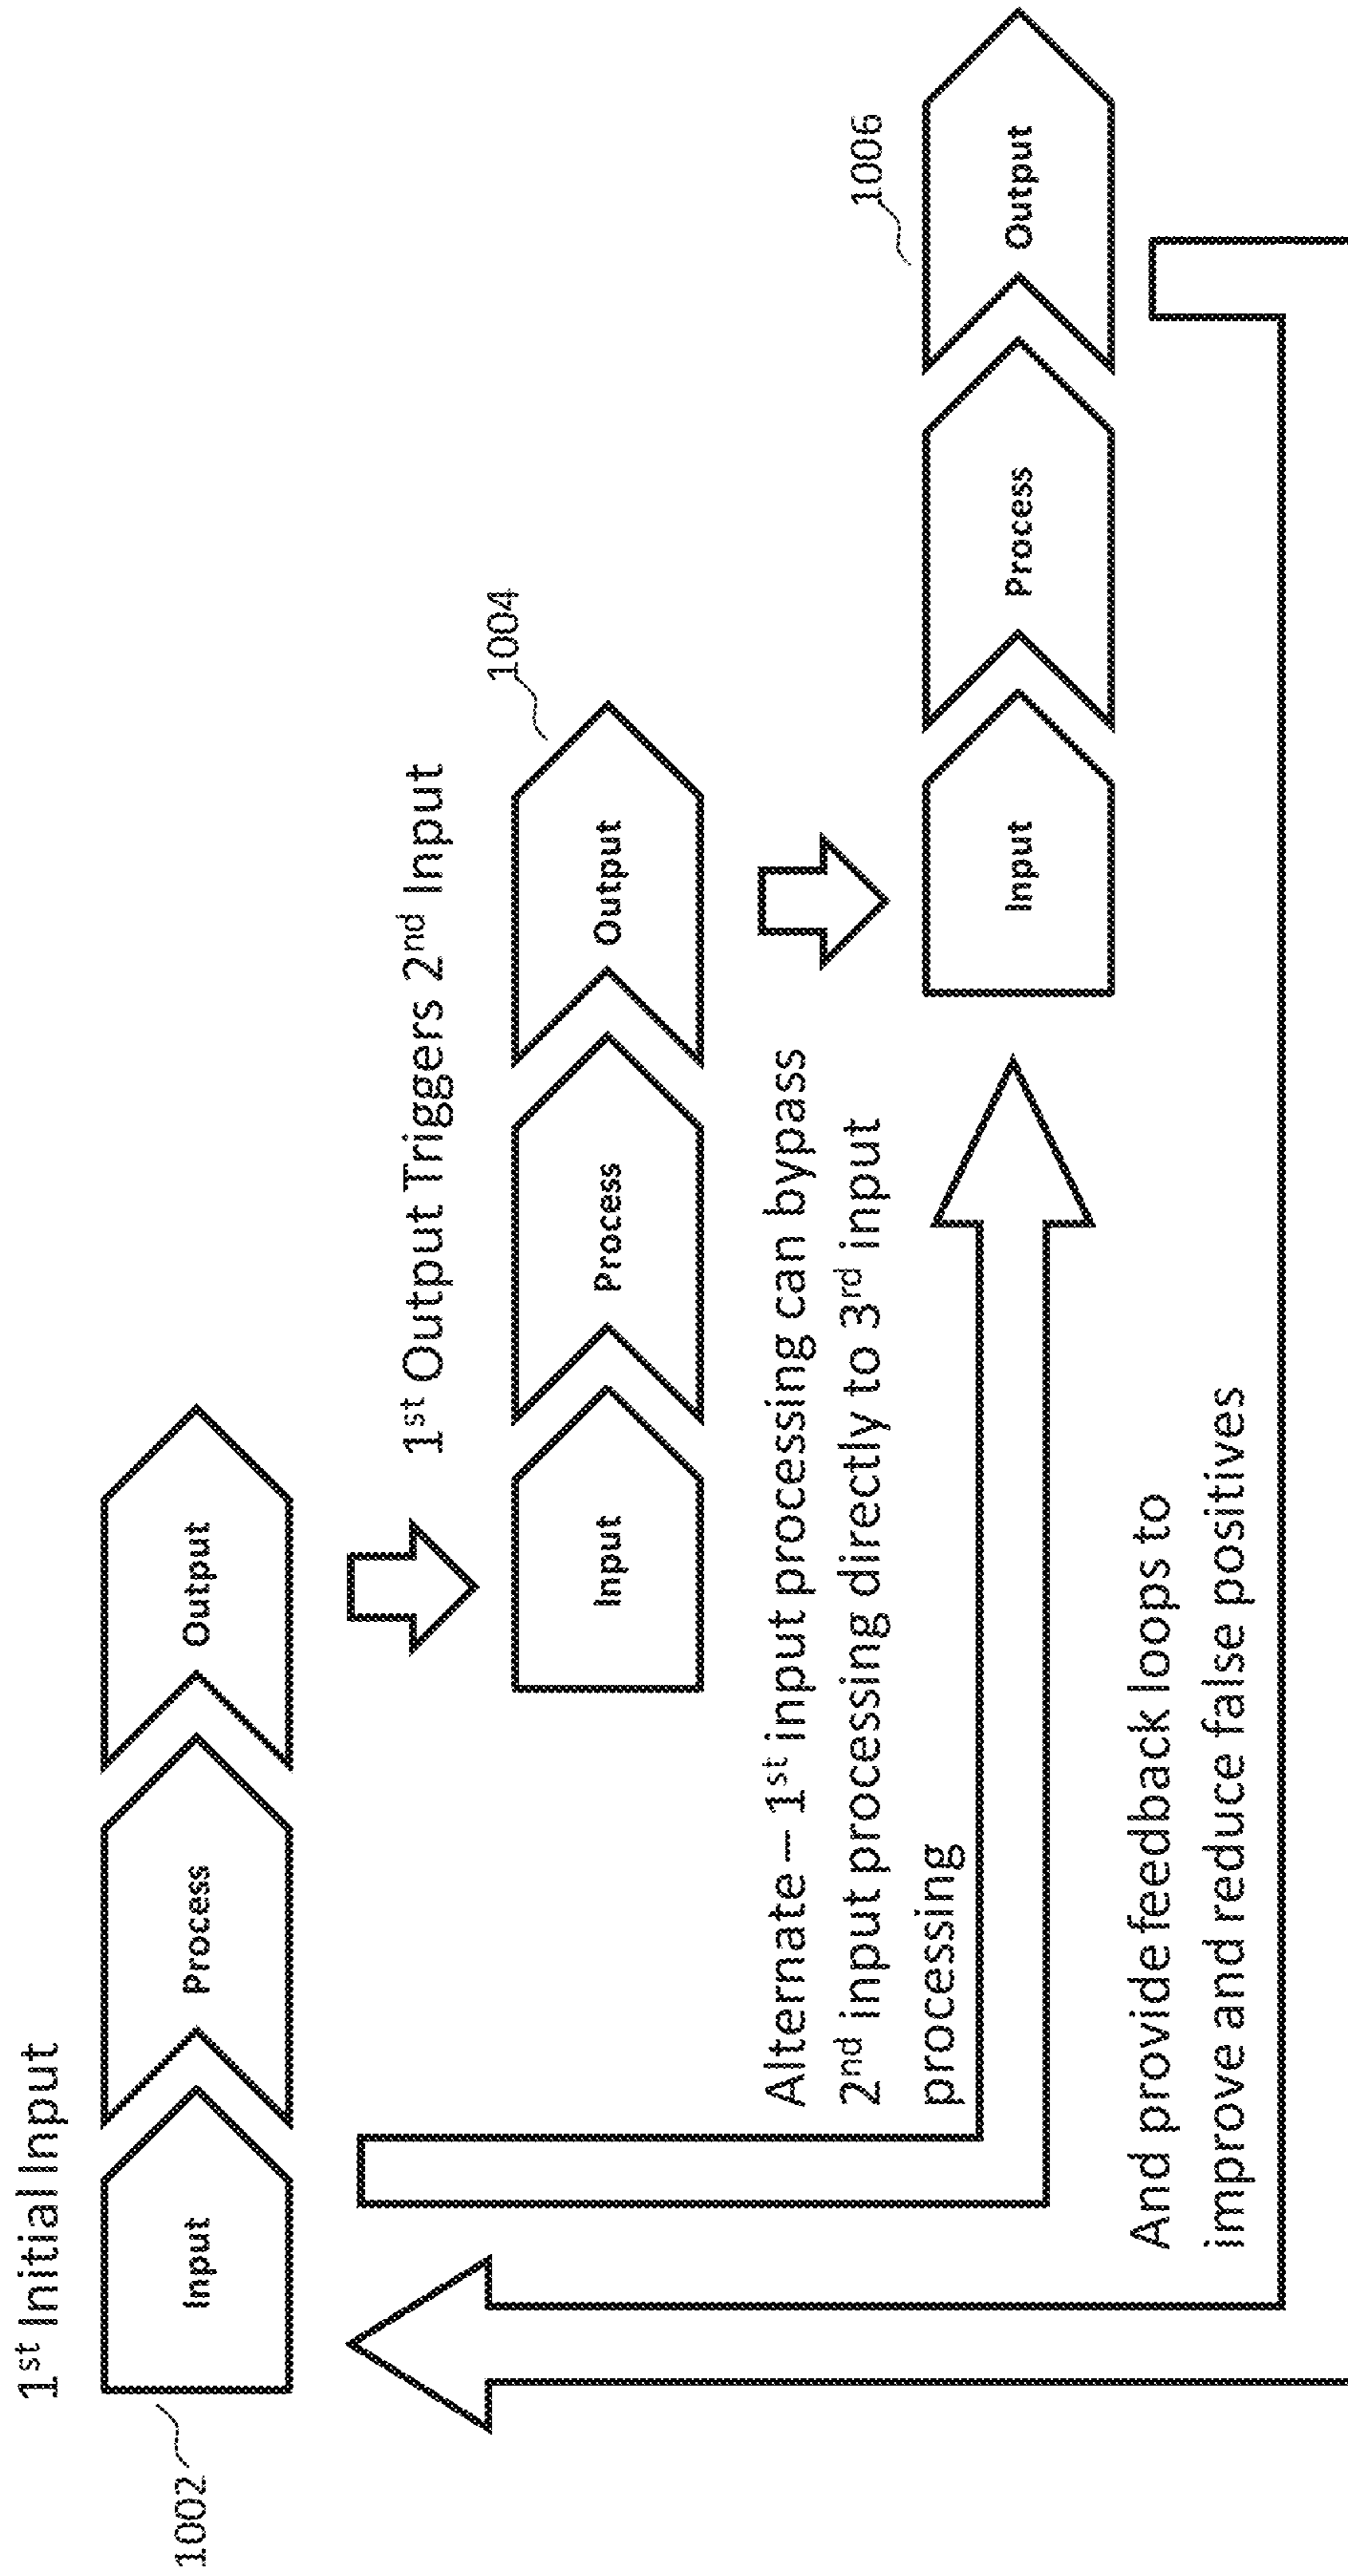 1st Initial Input
1002
Input
Process
Output
1st Output Triggers 2nd Input
1004
Input
Process
Output
Alternate – 1st input processing can bypass
2nd input processing directly to 3rd input
processing
1006
Input
Process
Output
And provide feedback loops to
improve and reduce false positives